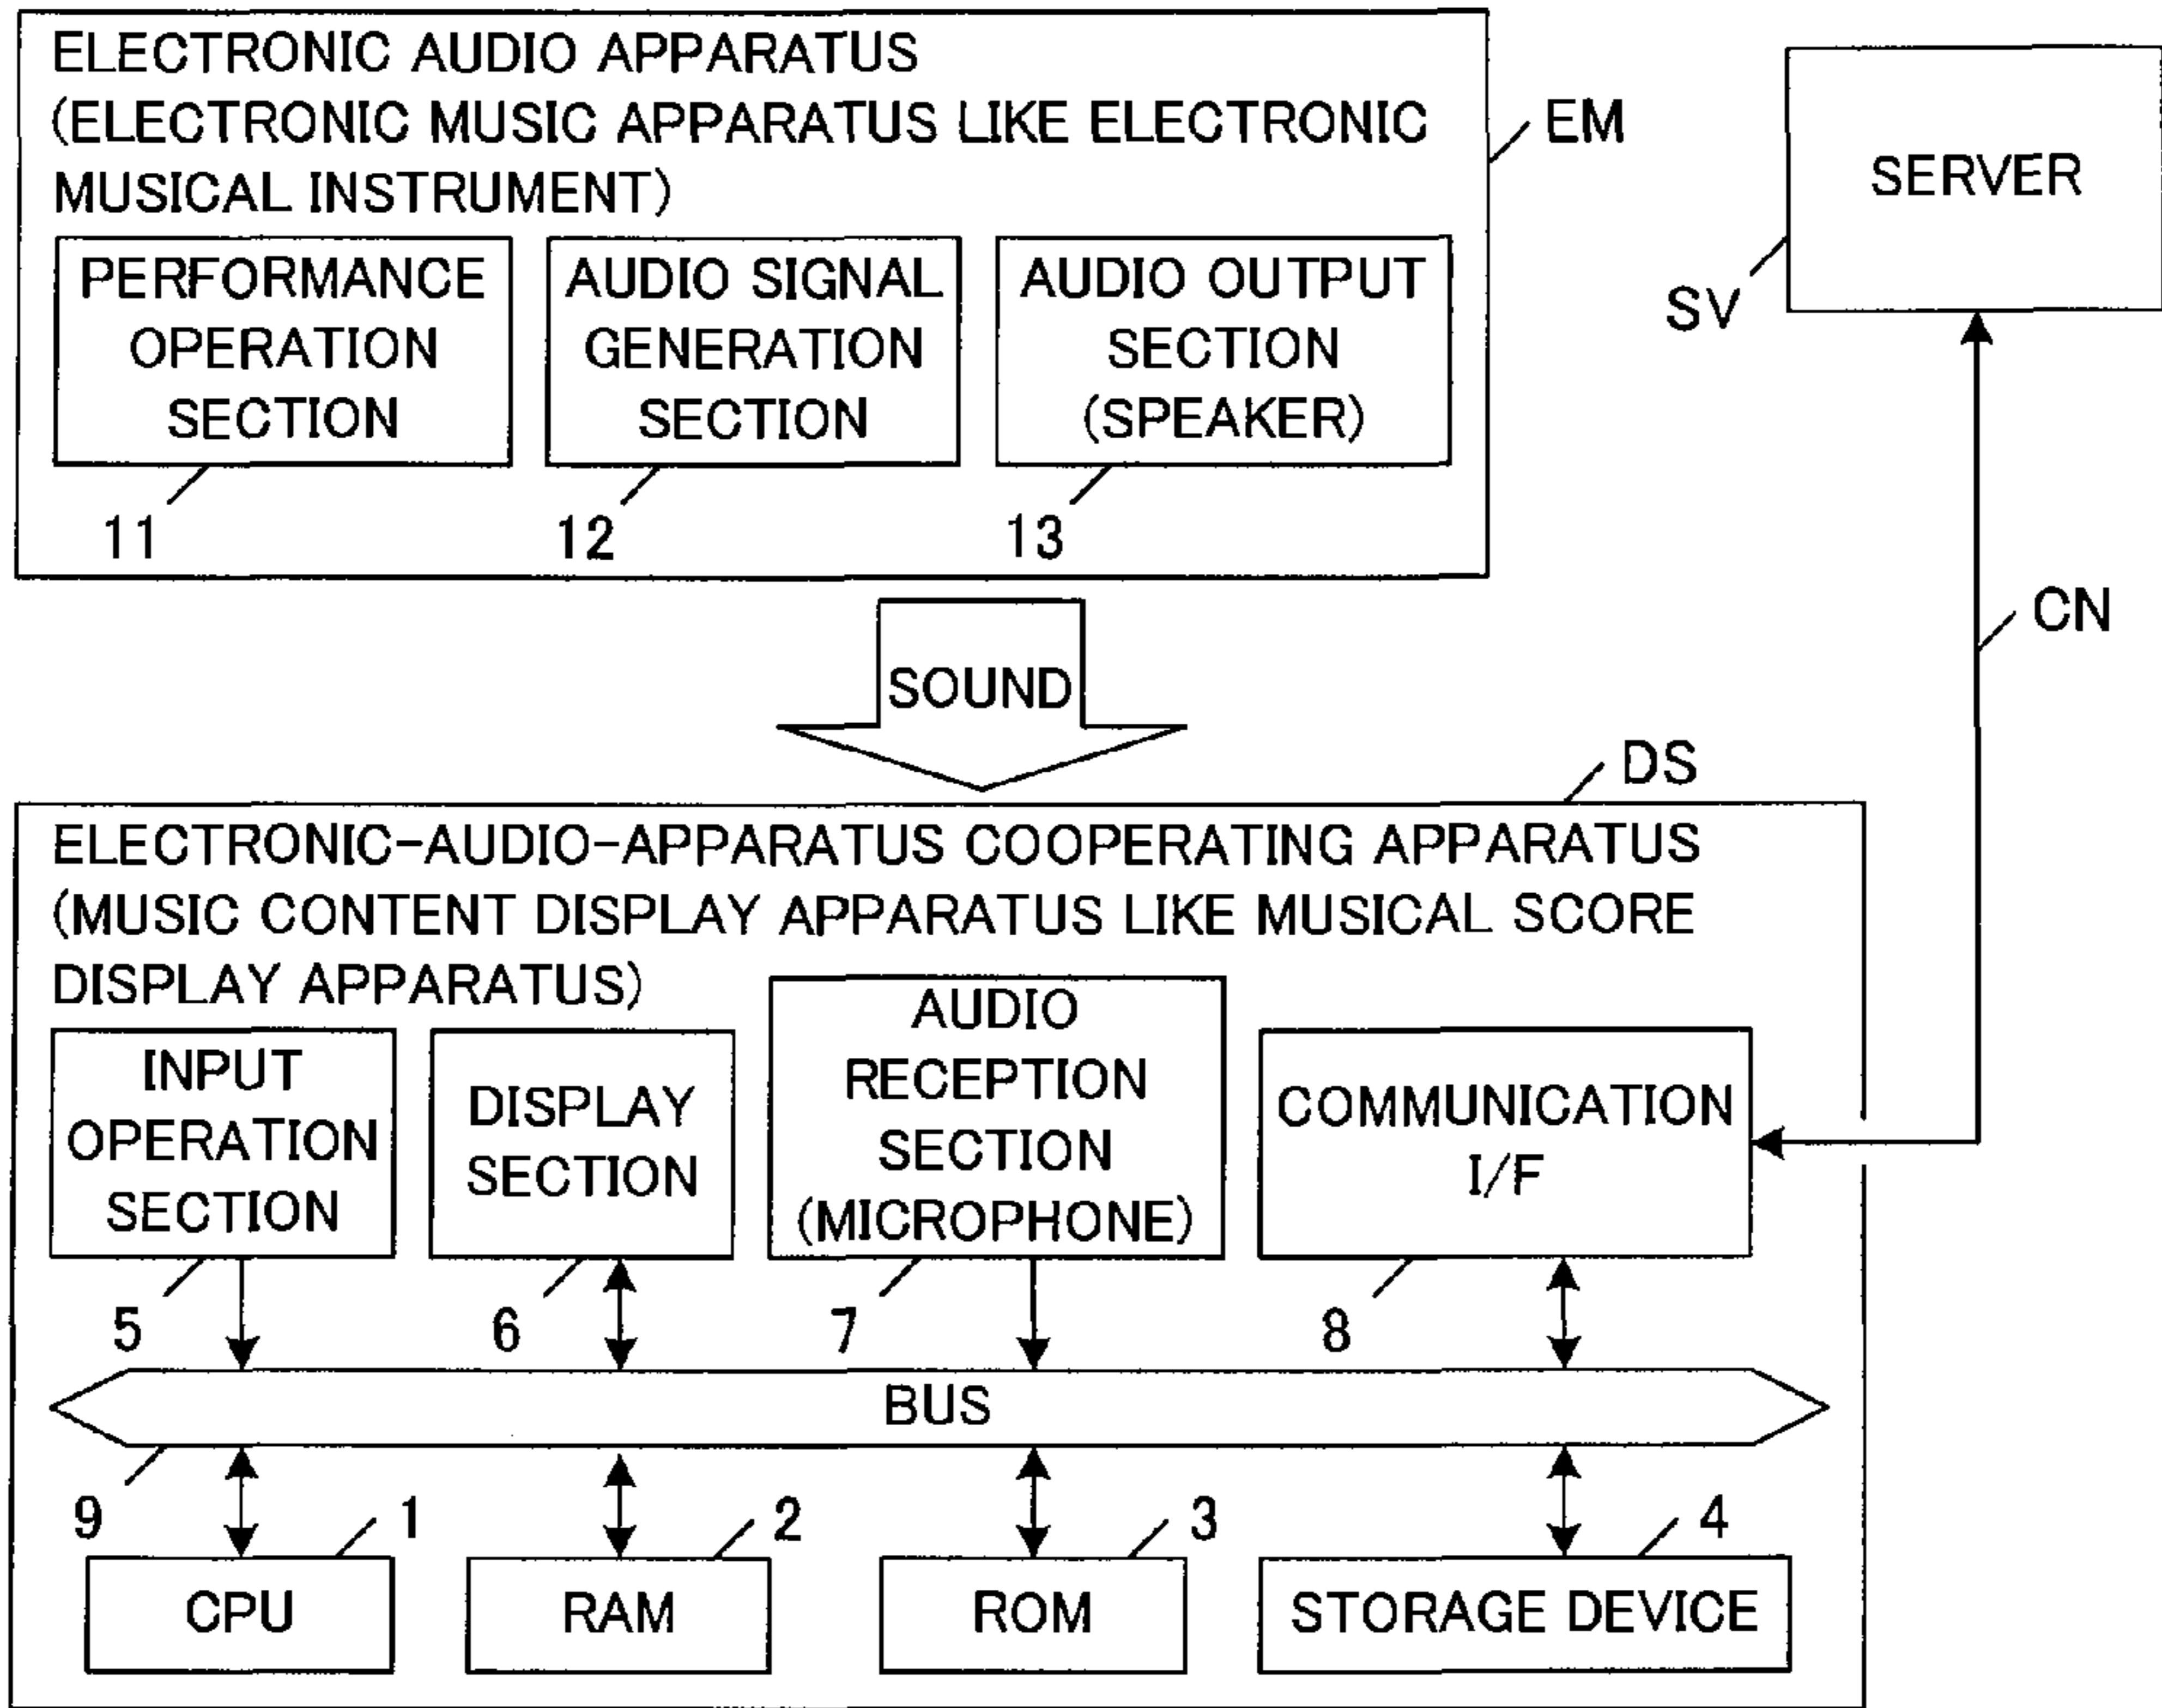 ELECTRONIC AUDIO APPARATUS
(ELECTRONIC MUSIC APPARATUS LIKE ELECTRONIC
MUSICAL INSTRUMENT)
EM
PERFORMANCE
OPERATION
SECTION
11
AUDIO SIGNAL
GENERATION
SECTION
12
AUDIO OUTPUT
SECTION
(SPEAKER)
13
SERVER
SV
CN
SOUND
DS
ELECTRONIC-AUDIO-APPARATUS COOPERATING APPARATUS
(MUSIC CONTENT DISPLAY APPARATUS LIKE MUSICAL SCORE
DISPLAY APPARATUS)
INPUT
OPERATION
SECTION
5
DISPLAY
SECTION
6
AUDIO
RECEPTION
SECTION
(MICROPHONE)
7
COMMUNICATION
I/F
8
BUS
9
1
CPU
2
RAM
3
ROM
4
STORAGE DEVICE